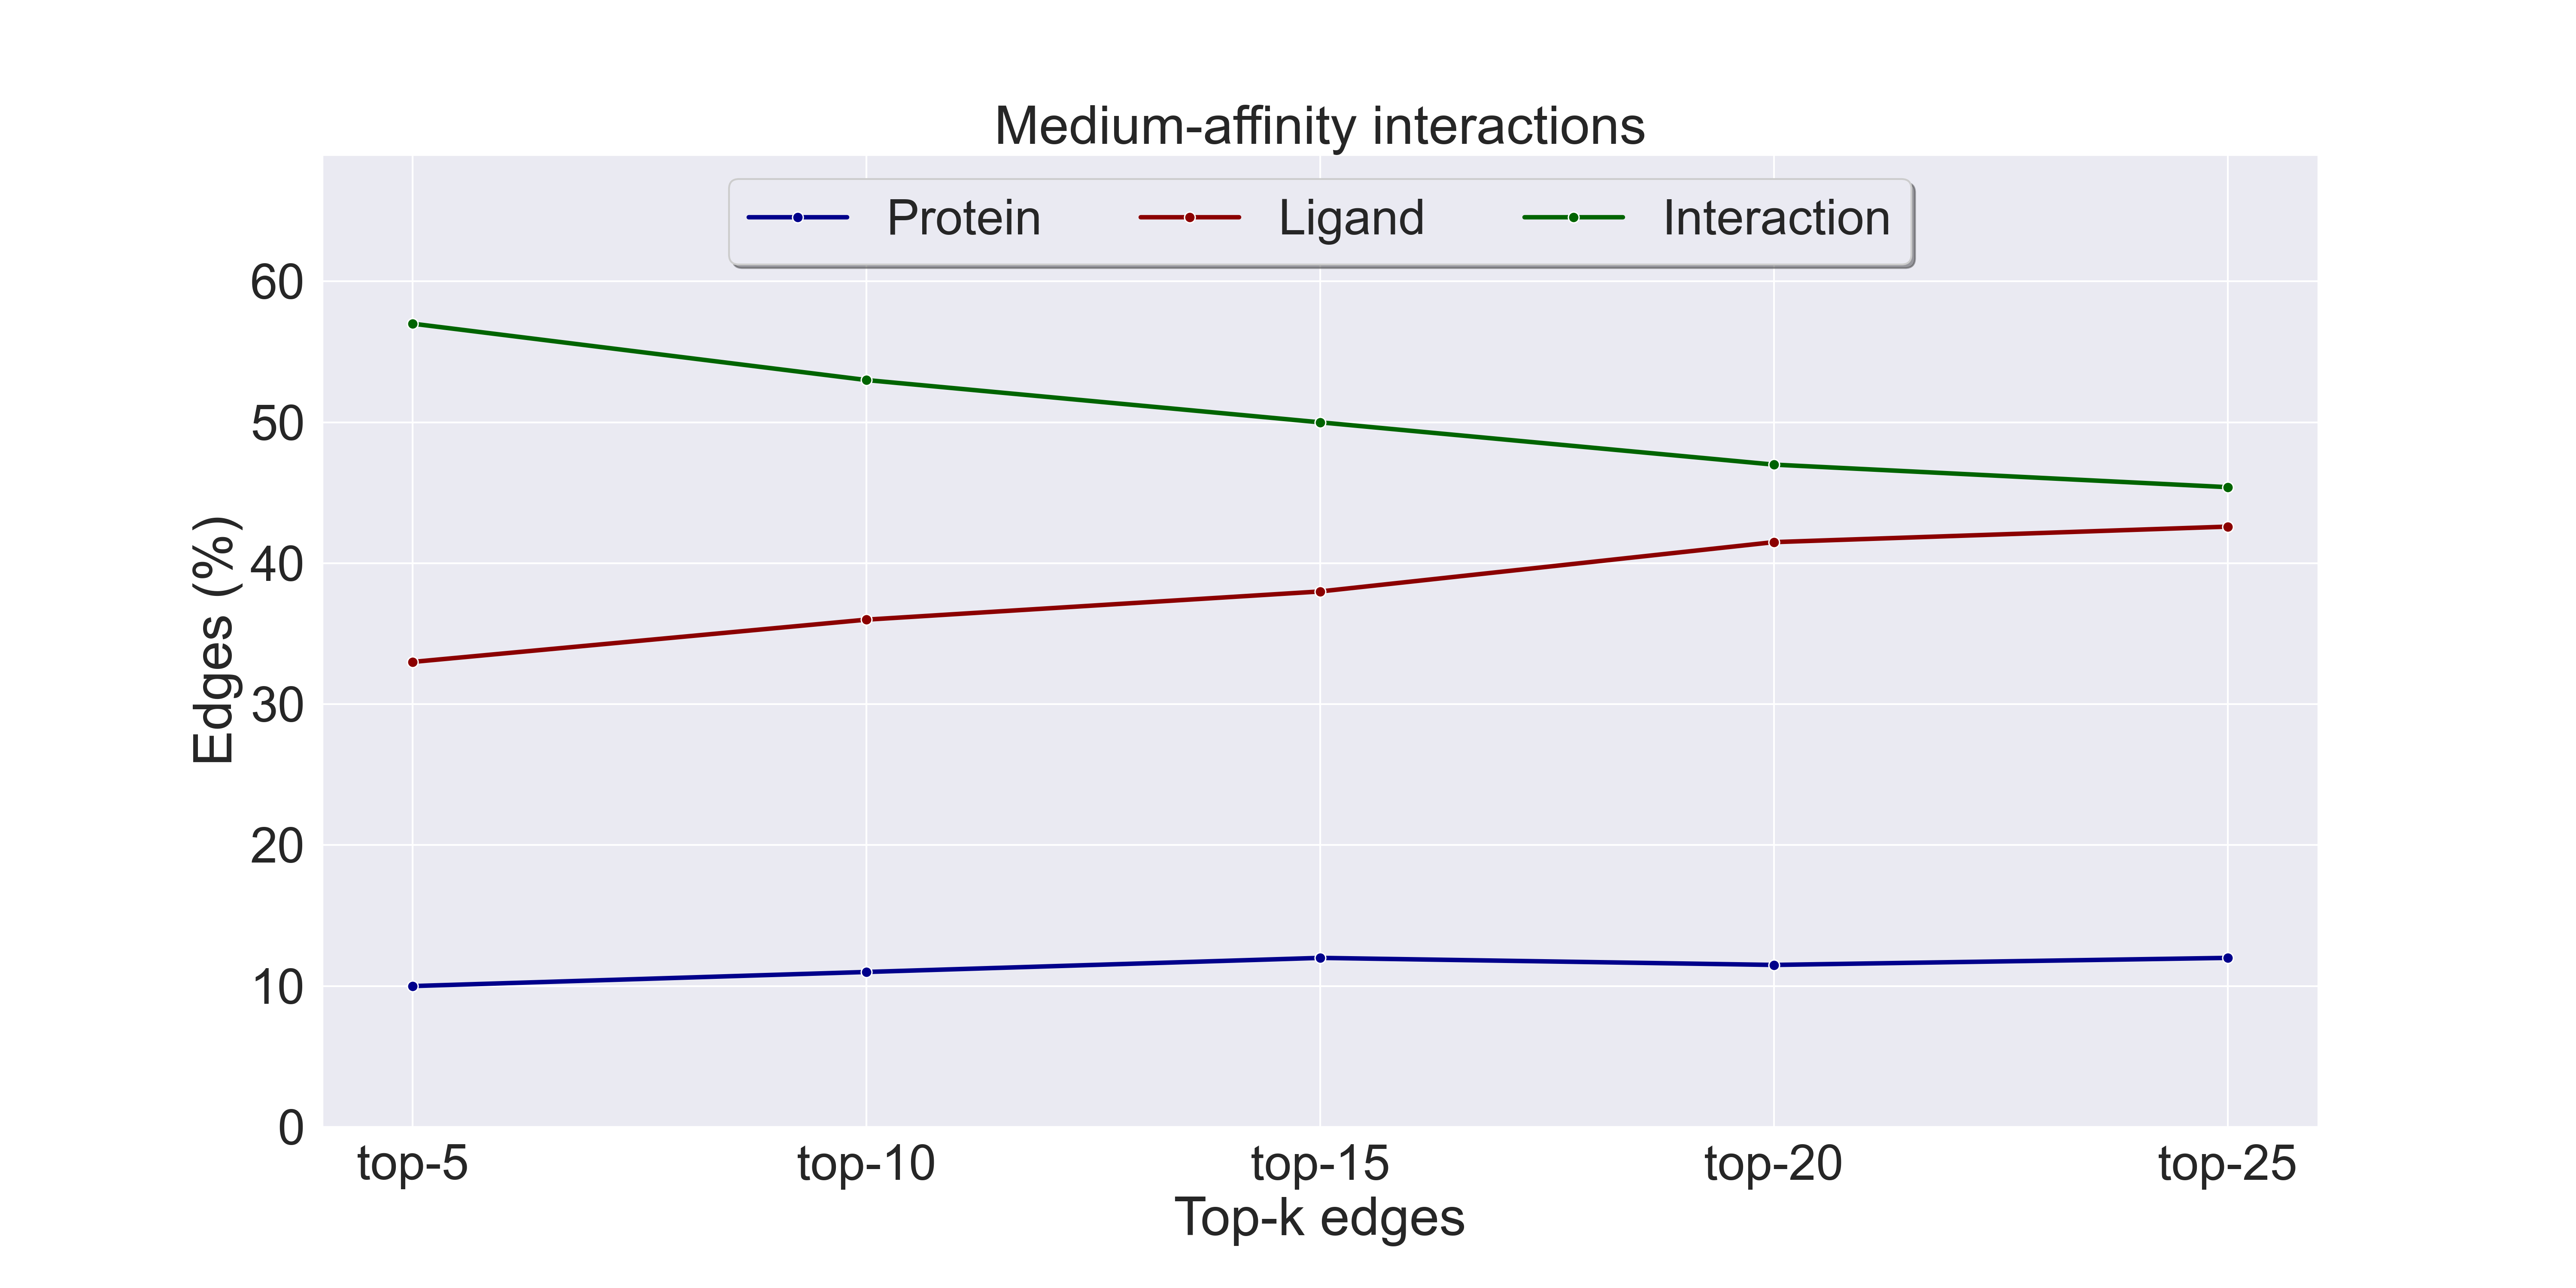 Medium-affinity interactions
Protein Ligand Interaction
60
50
40
30
20
10
0
Edges (%)
top-5 top-10 top-15 top-20 top-25
Top-k edges